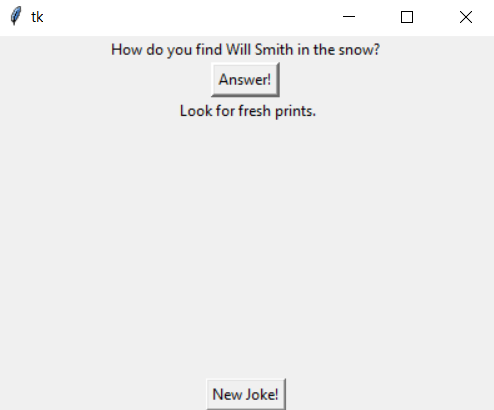 tk
How do you find Will Smith in the snow?
Answer!
Look for fresh prints.
New Joke!